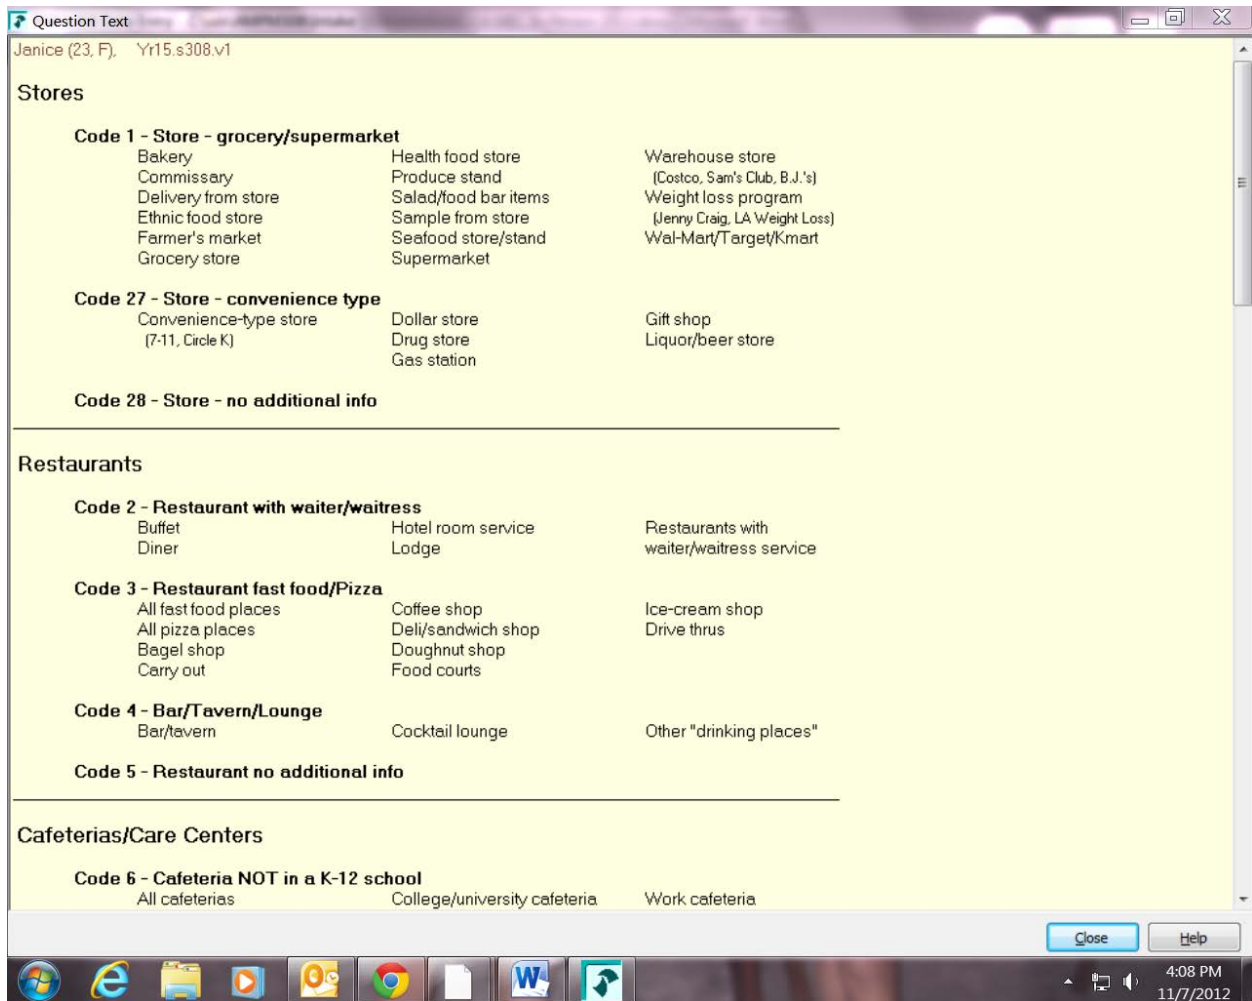 Question Text
Janice (23, F), Yr15.s308.v1
Stores
Code 1 - Store - grocery/supermarket
Bakery Health food store Warehouse store
Commissary Produce stand (Costco, Sam's Club, B.J.'s)
Delivery from store Salad/food bar items Weight loss program
Ethnic food store Sample from store (Jenny Craig, LA Weight Loss)
Farmer's market Seafood store/stand Wal-Mart/Target/Kmart
Grocery store Supermarket
Code 27 - Store - convenience type
Convenience-type store Dollar store Gift shop
(7-11, Circle K) Drug store Liquor/beer store
Gas station
Code 28 - Store - no additional info
Restaurants
Code 2 - Restaurant with waiter/waitress
Buffet Hotel room service Restaurants with
Diner Lodge waiter/waitress service
Code 3 - Restaurant fast food/Pizza
All fast food places Coffee shop Ice-cream shop
All pizza places Deli/sandwich shop Drive thrus
Bagel shop Doughnut shop
Carry out Food courts
Code 4 - Bar/Tavern/Lounge
Bar/tavern Cocktail lounge Other "drinking places"
Code 5 - Restaurant no additional info
Cafeterias/Care Centers
Code 6 - Cafeteria NOT in a K-12 school
All cafeterias College/university cafeteria Work cafeteria
Close Help
4:08 PM
11/7/2012